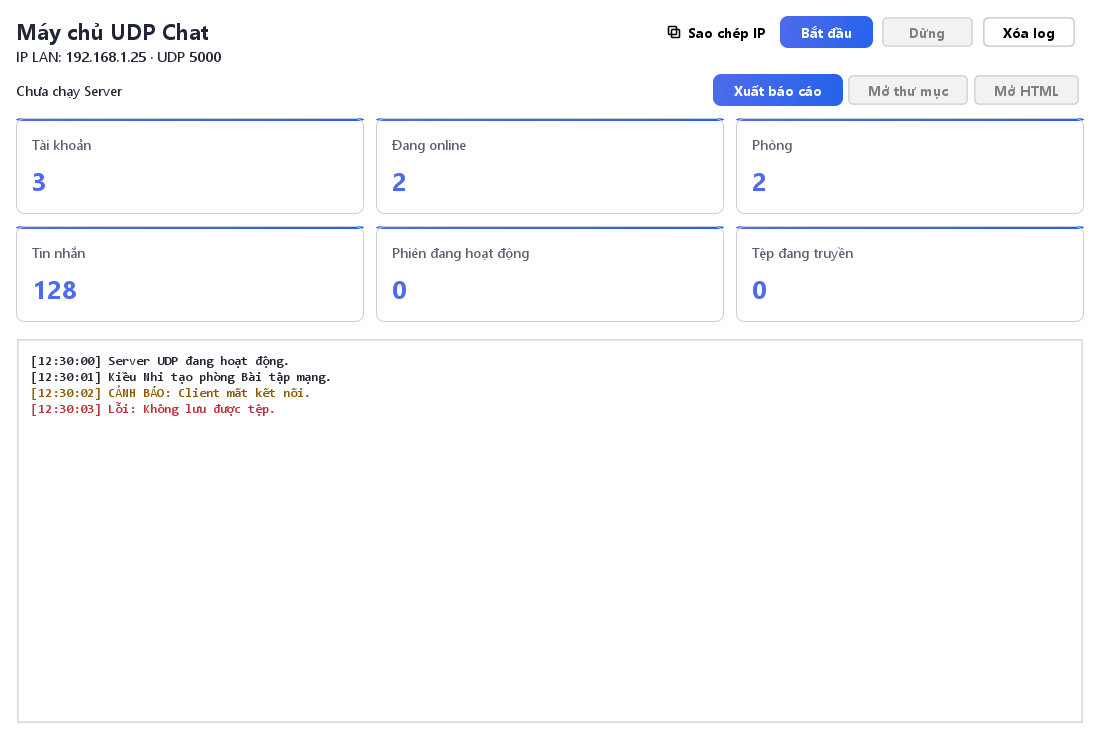 Máy chủ UDP Chat
IP LAN: 192.168.1.25 · UDP 5000
Sao chép IP
Bắt đầu
Dừng
Xóa log
Chưa chạy Server
Xuất báo cáo
Mở thư mục
Mở HTML
Tài khoản
3
Đang online
2
Phòng
2
Tin nhắn
128
Phiên đang hoạt động
0
Tệp đang truyền
0
[12:30:00] Server UDP đang hoạt động.
[12:30:01] Kiều Nhi tạo phòng Bài tập mạng.
[12:30:02] CẢNH BÁO: Client mất kết nối.
[12:30:03] Lỗi: Không lưu được tệp.